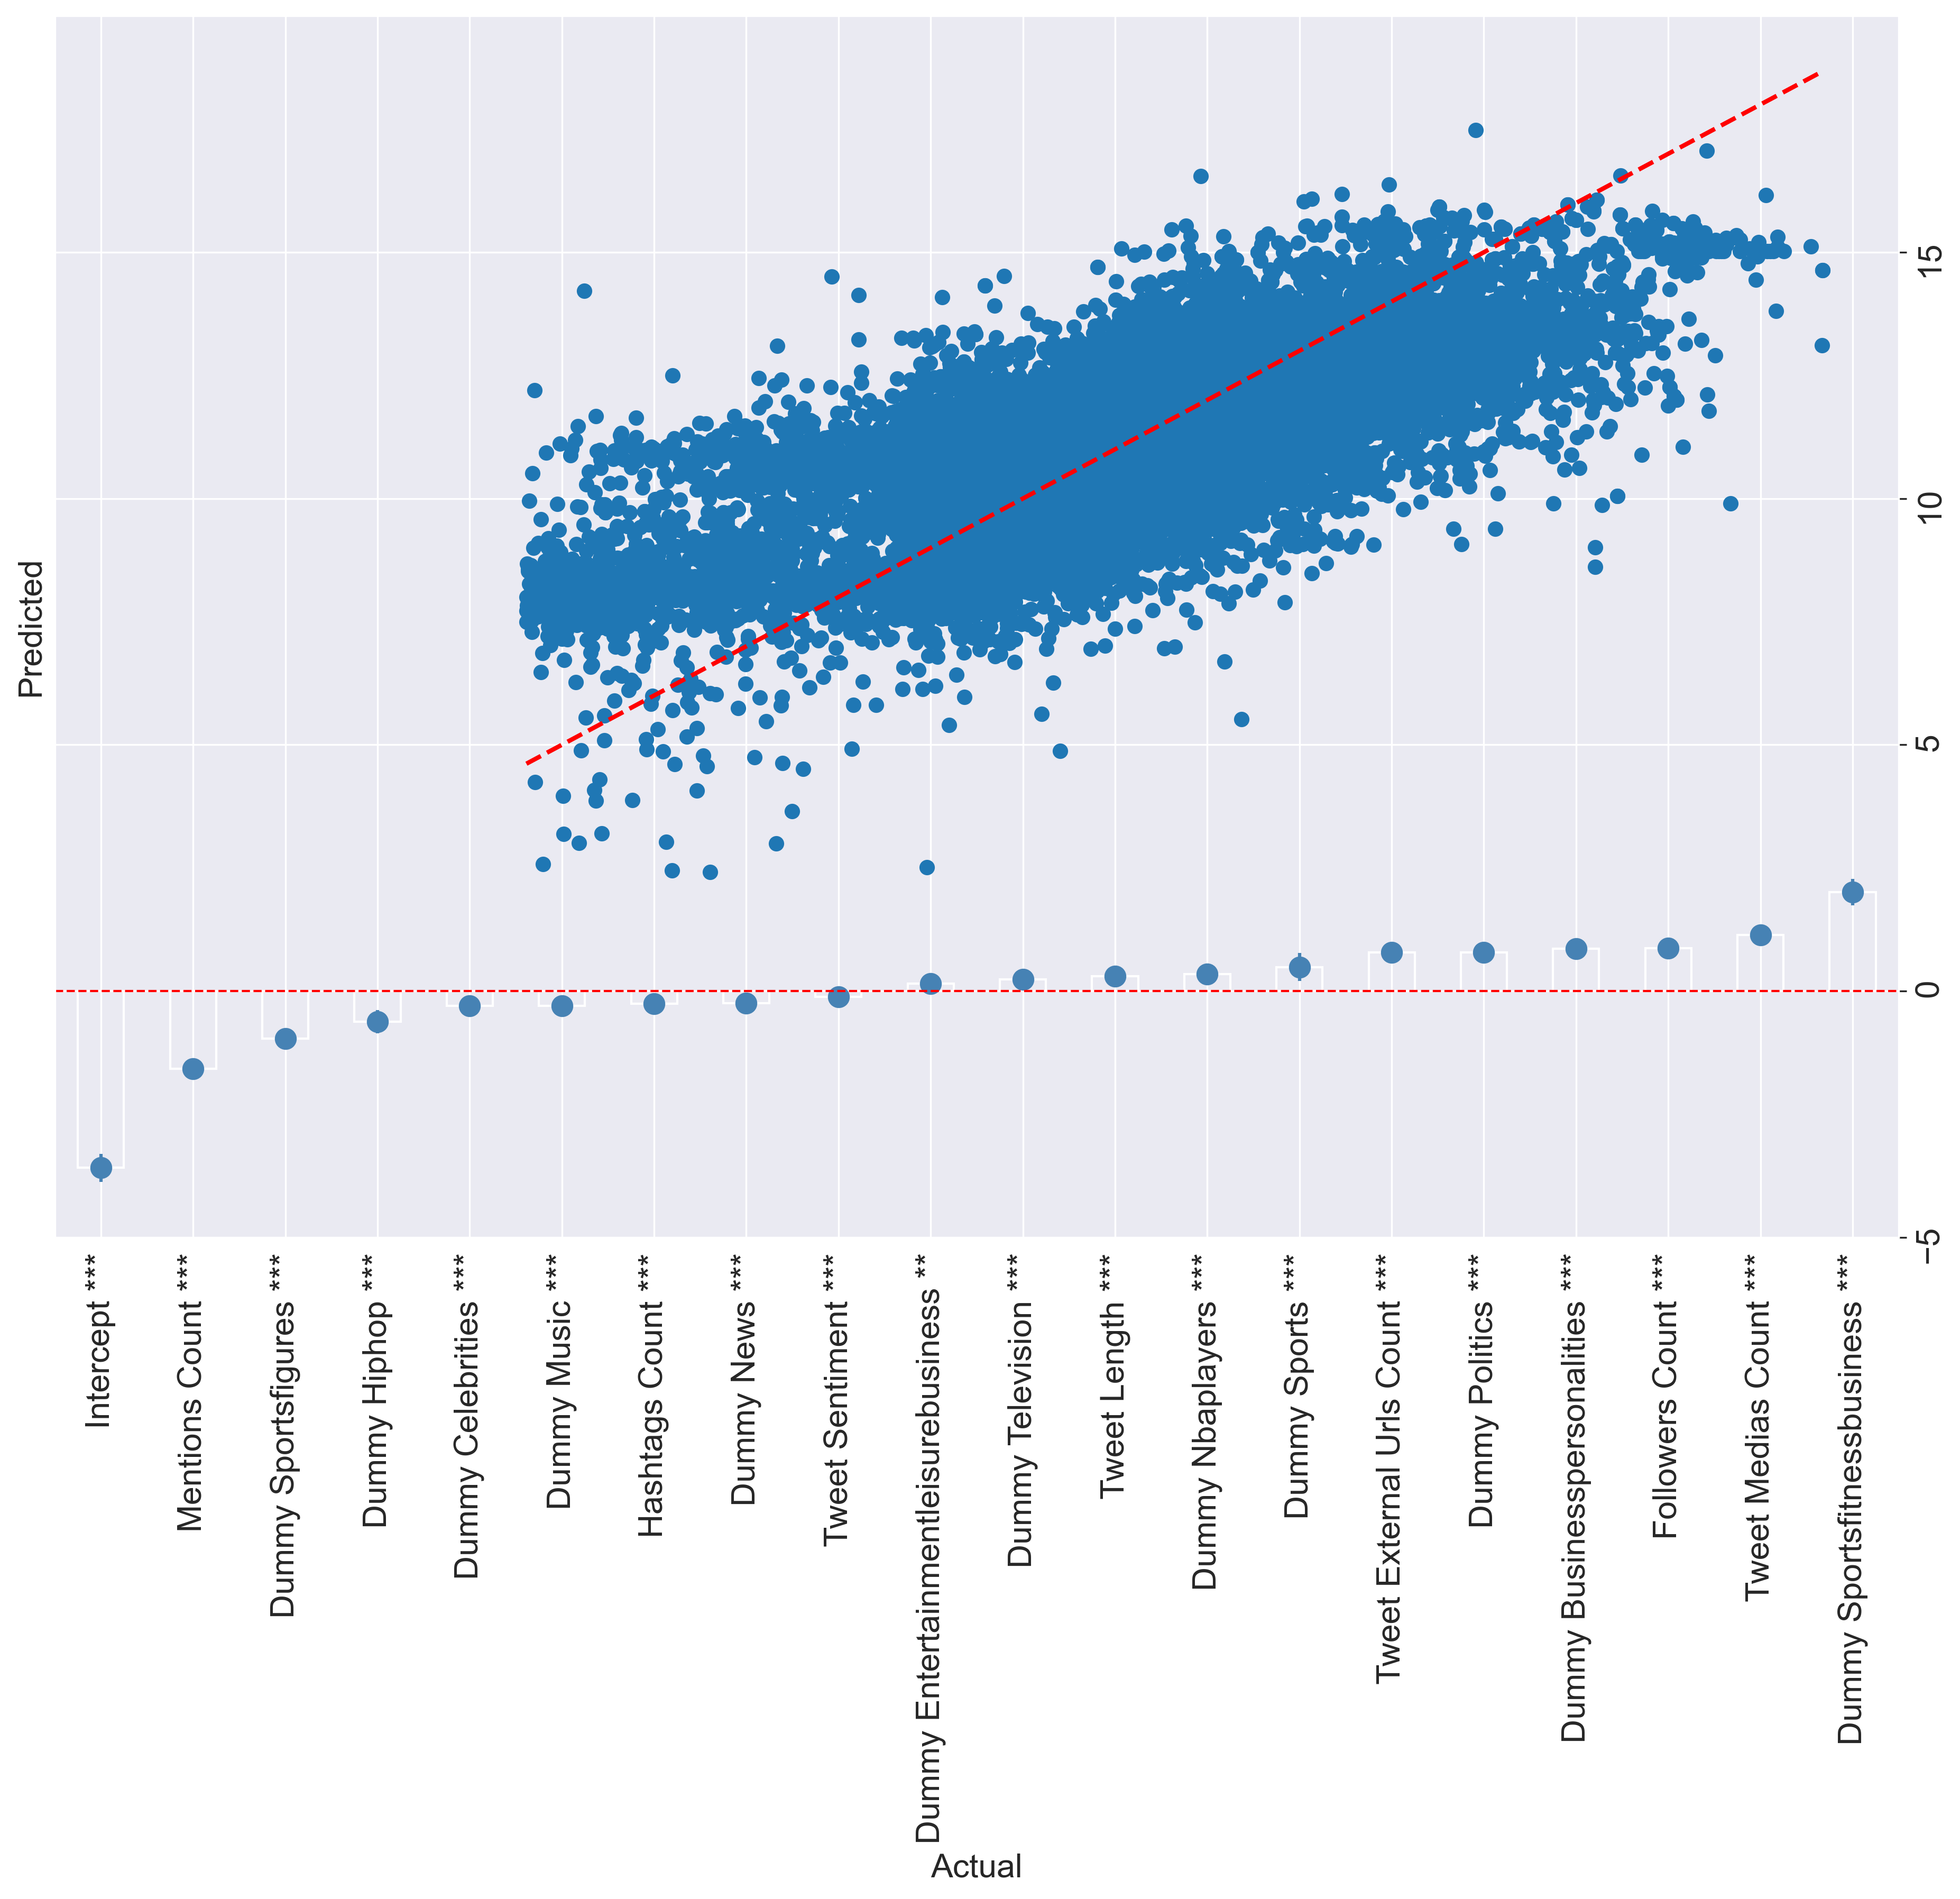 Predicted
15
10
5
0
−5
Intercept ***
Mentions Count ***
Dummy Sportsfigures ***
Dummy Hiphop ***
Dummy Celebrities ***
Dummy Music ***
Hashtags Count ***
Dummy News ***
Tweet Sentiment ***
Dummy Entertainmentleisurebusiness **
Dummy Television ***
Tweet Length ***
Dummy Nbaplayers ***
Dummy Sports ***
Tweet External Urls Count ***
Dummy Politics ***
Dummy Businesspersonalities ***
Followers Count ***
Tweet Medias Count ***
Dummy Sportsfitnessbusiness ***
Actual